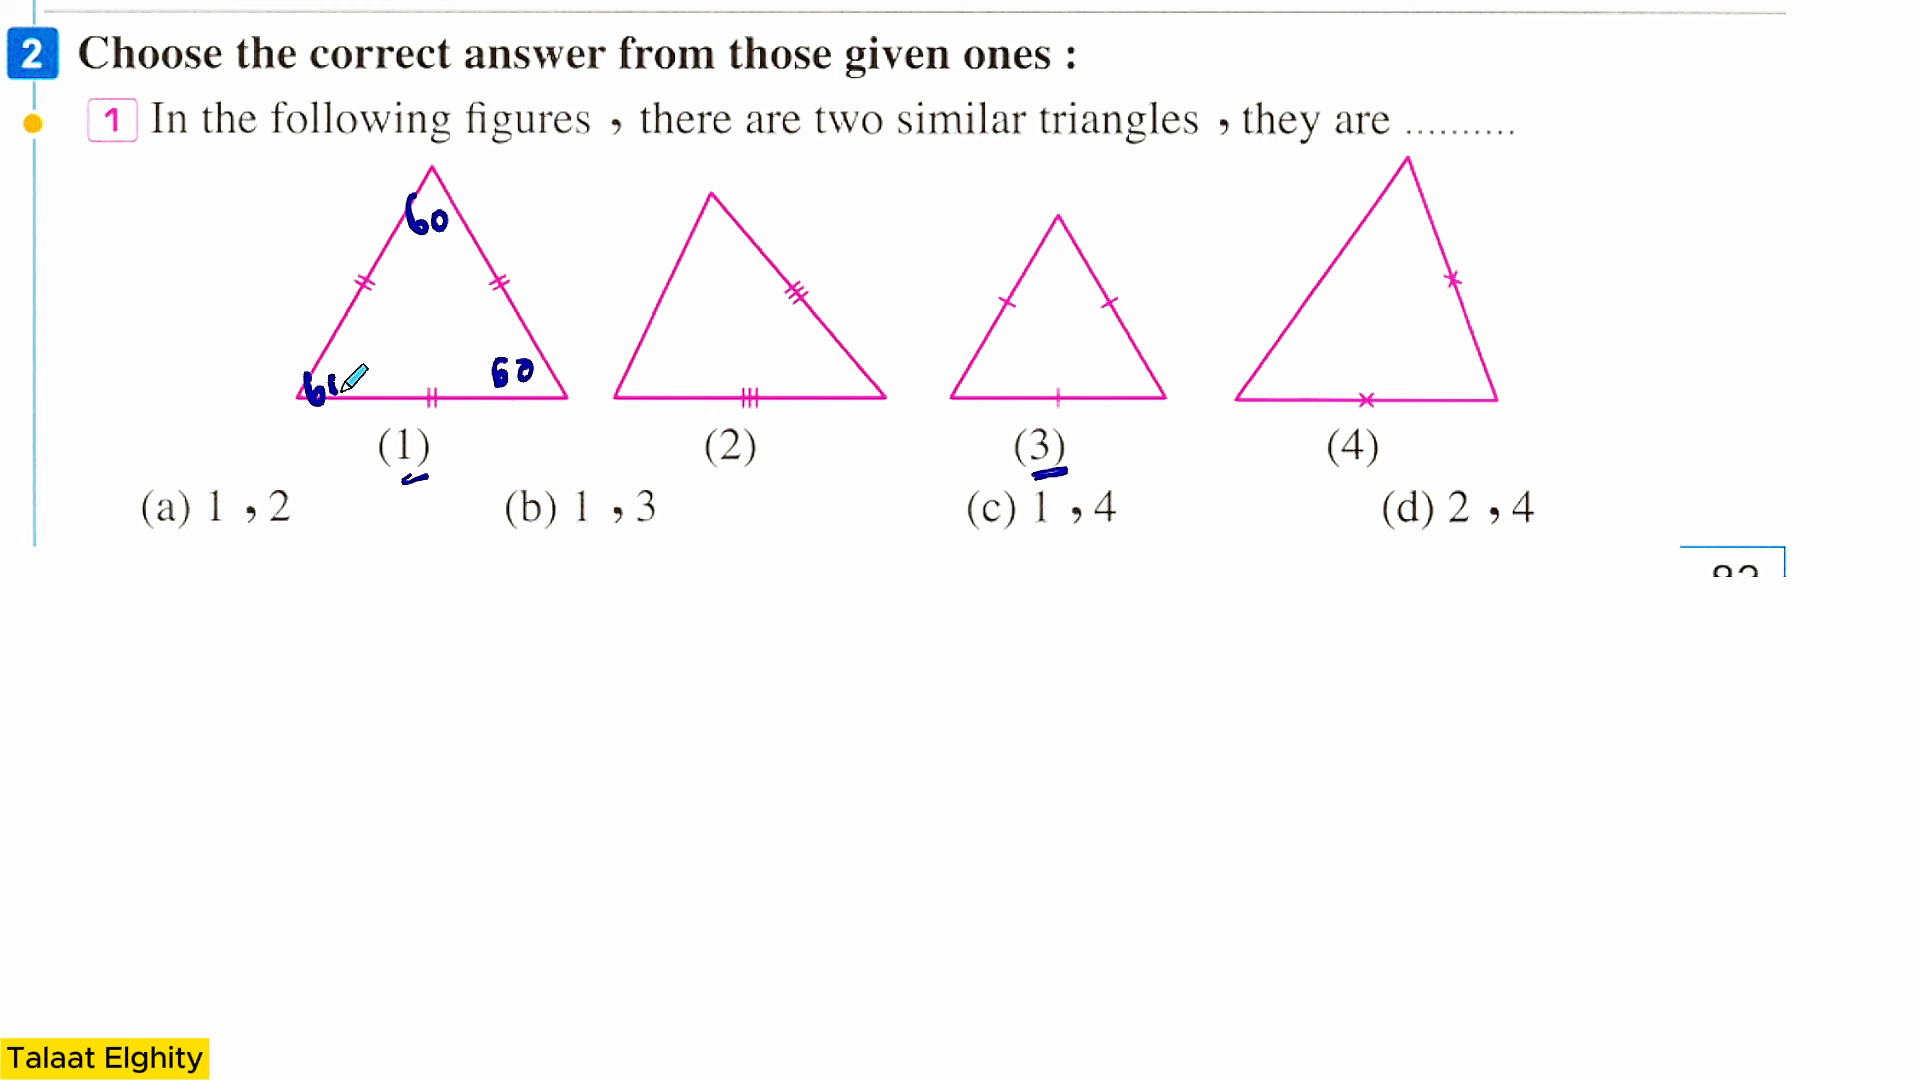 2 Choose the correct answer from those given ones :
1 In the following figures , there are two similar triangles , they are ..........
60
60
(1) (2) (3) (4)
(a) 1 , 2 (b) 1 , 3 (c) 1 , 4 (d) 2 , 4
Talaat Elghity